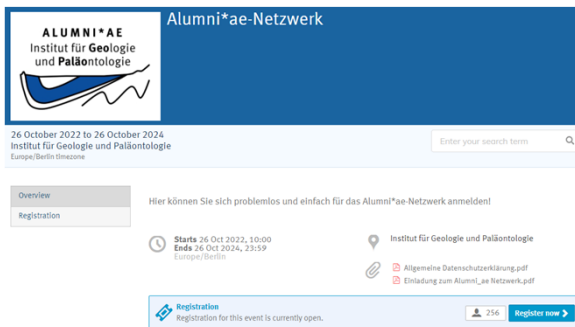 Alumni*ae-Netzwerk
ALUMNI*AE
Institut für Geologie
und Paläontologie
26 October 2022 to 26 October 2024
Institut für Geologie und Paläontologie
Europe/Berlin timezone
Enter your search term
Overview
Registration
Hier können Sie sich problemlos und einfach für das Alumni*ae-Netzwerk anmelden!
Starts 26 Oct 2022, 10:00
Ends 26 Oct 2024, 23:59
Europe/Berlin
Institut für Geologie und Paläontologie
Allgemeine Datenschutzerklärung.pdf
Einladung zum Alumni_ae Netzwerk.pdf
Registration
Registration for this event is currently open.
256
Register now